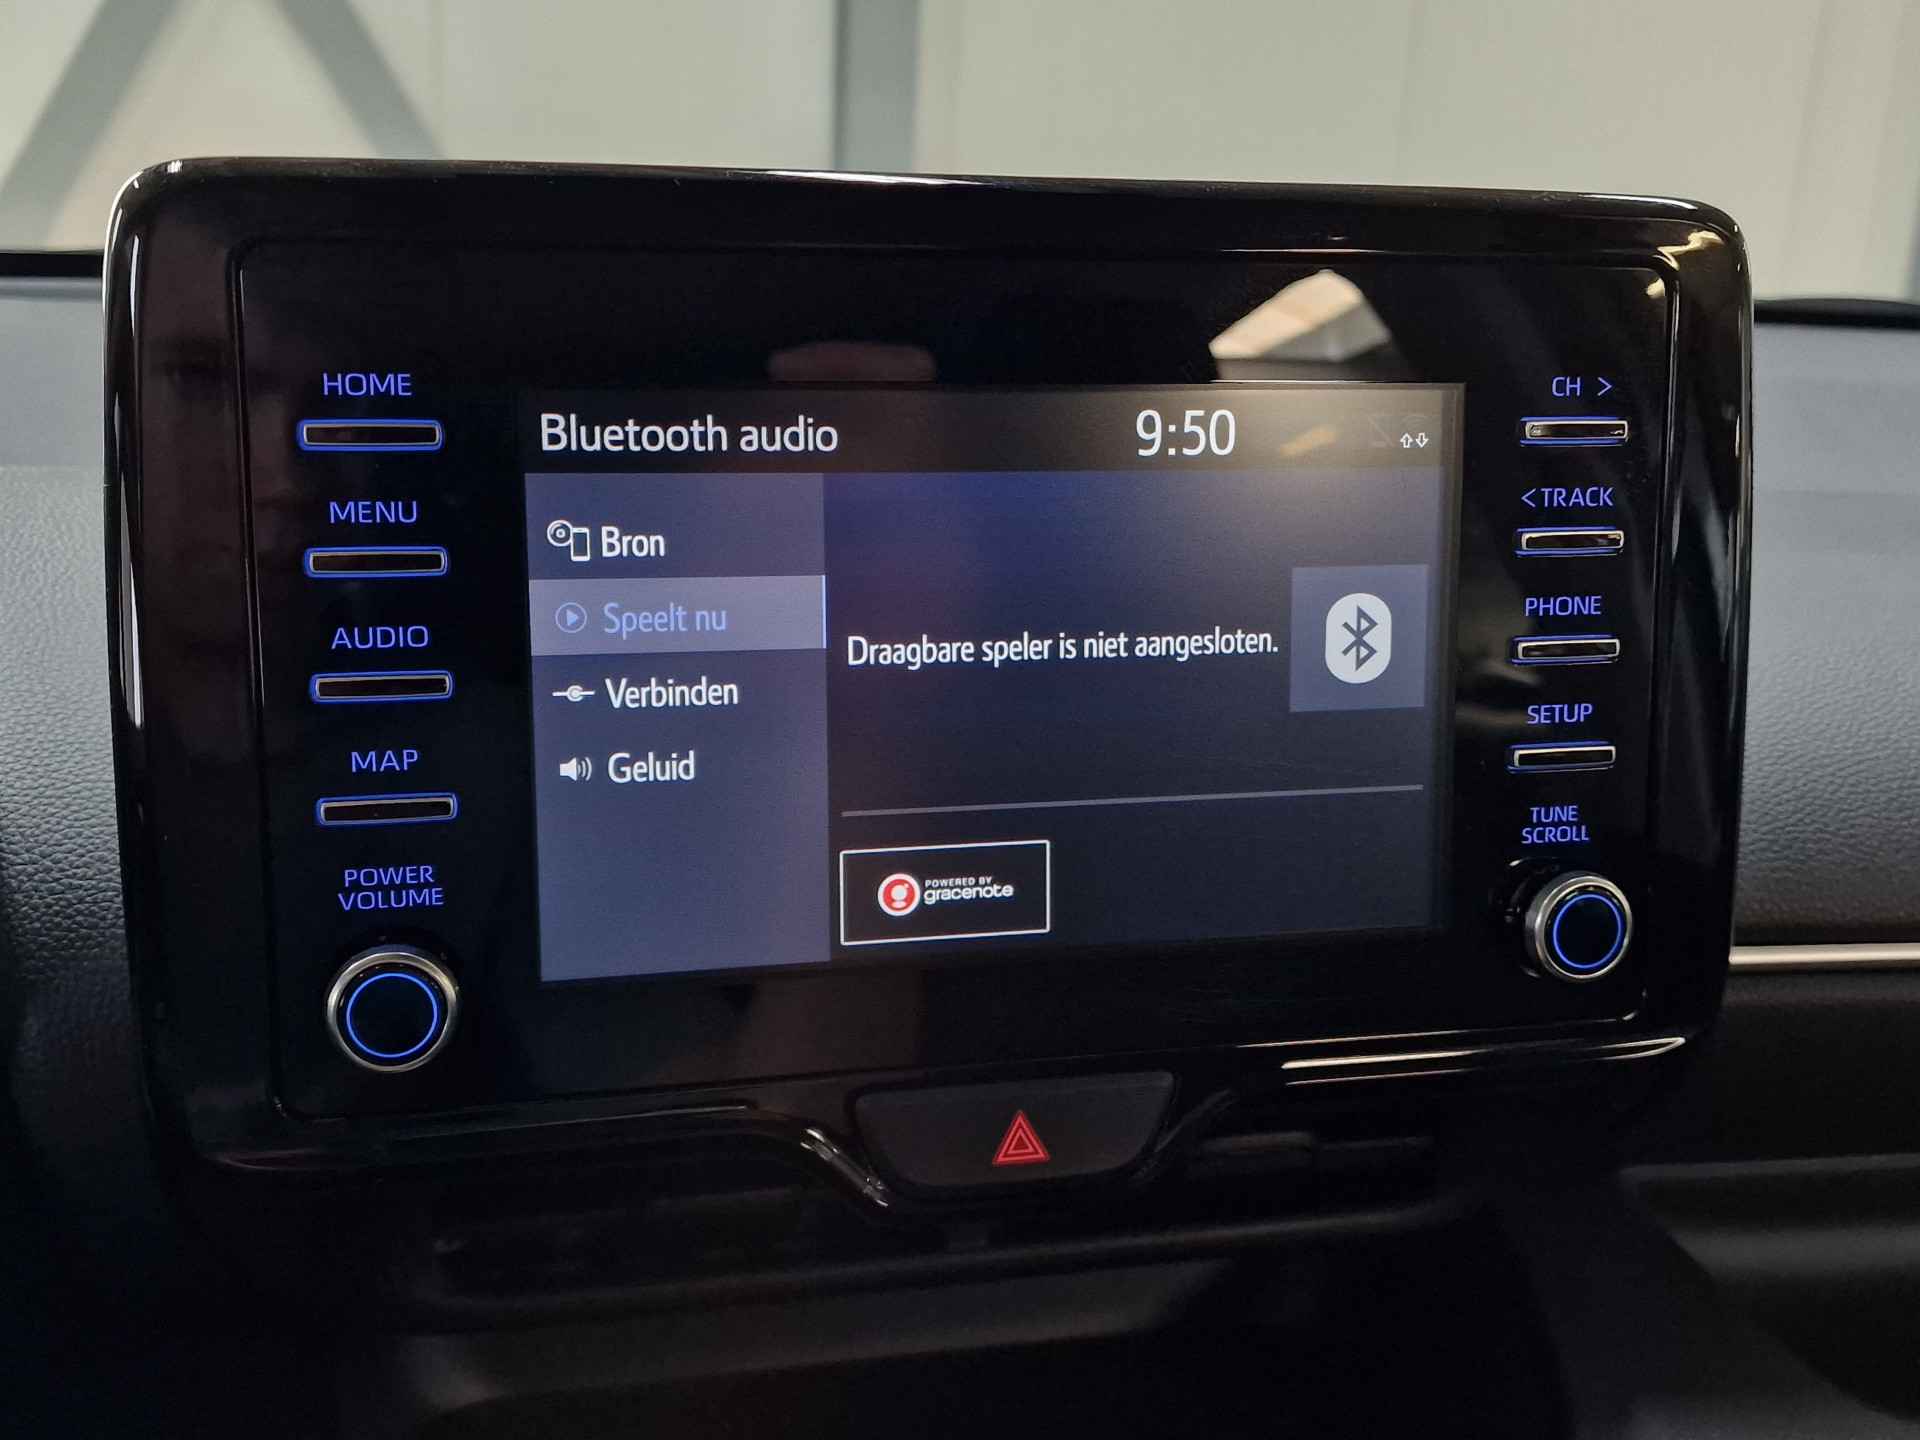 HOME
MENU
AUDIO
MAP
POWER
VOLUME
Bluetooth audio
9:50
Bron
Speelt nu
Verbinden
Geluid
Draagbare speler is niet aangesloten.
POWERED BY
gracenote
CH >
< TRACK
PHONE
SETUP
TUNE
SCROLL